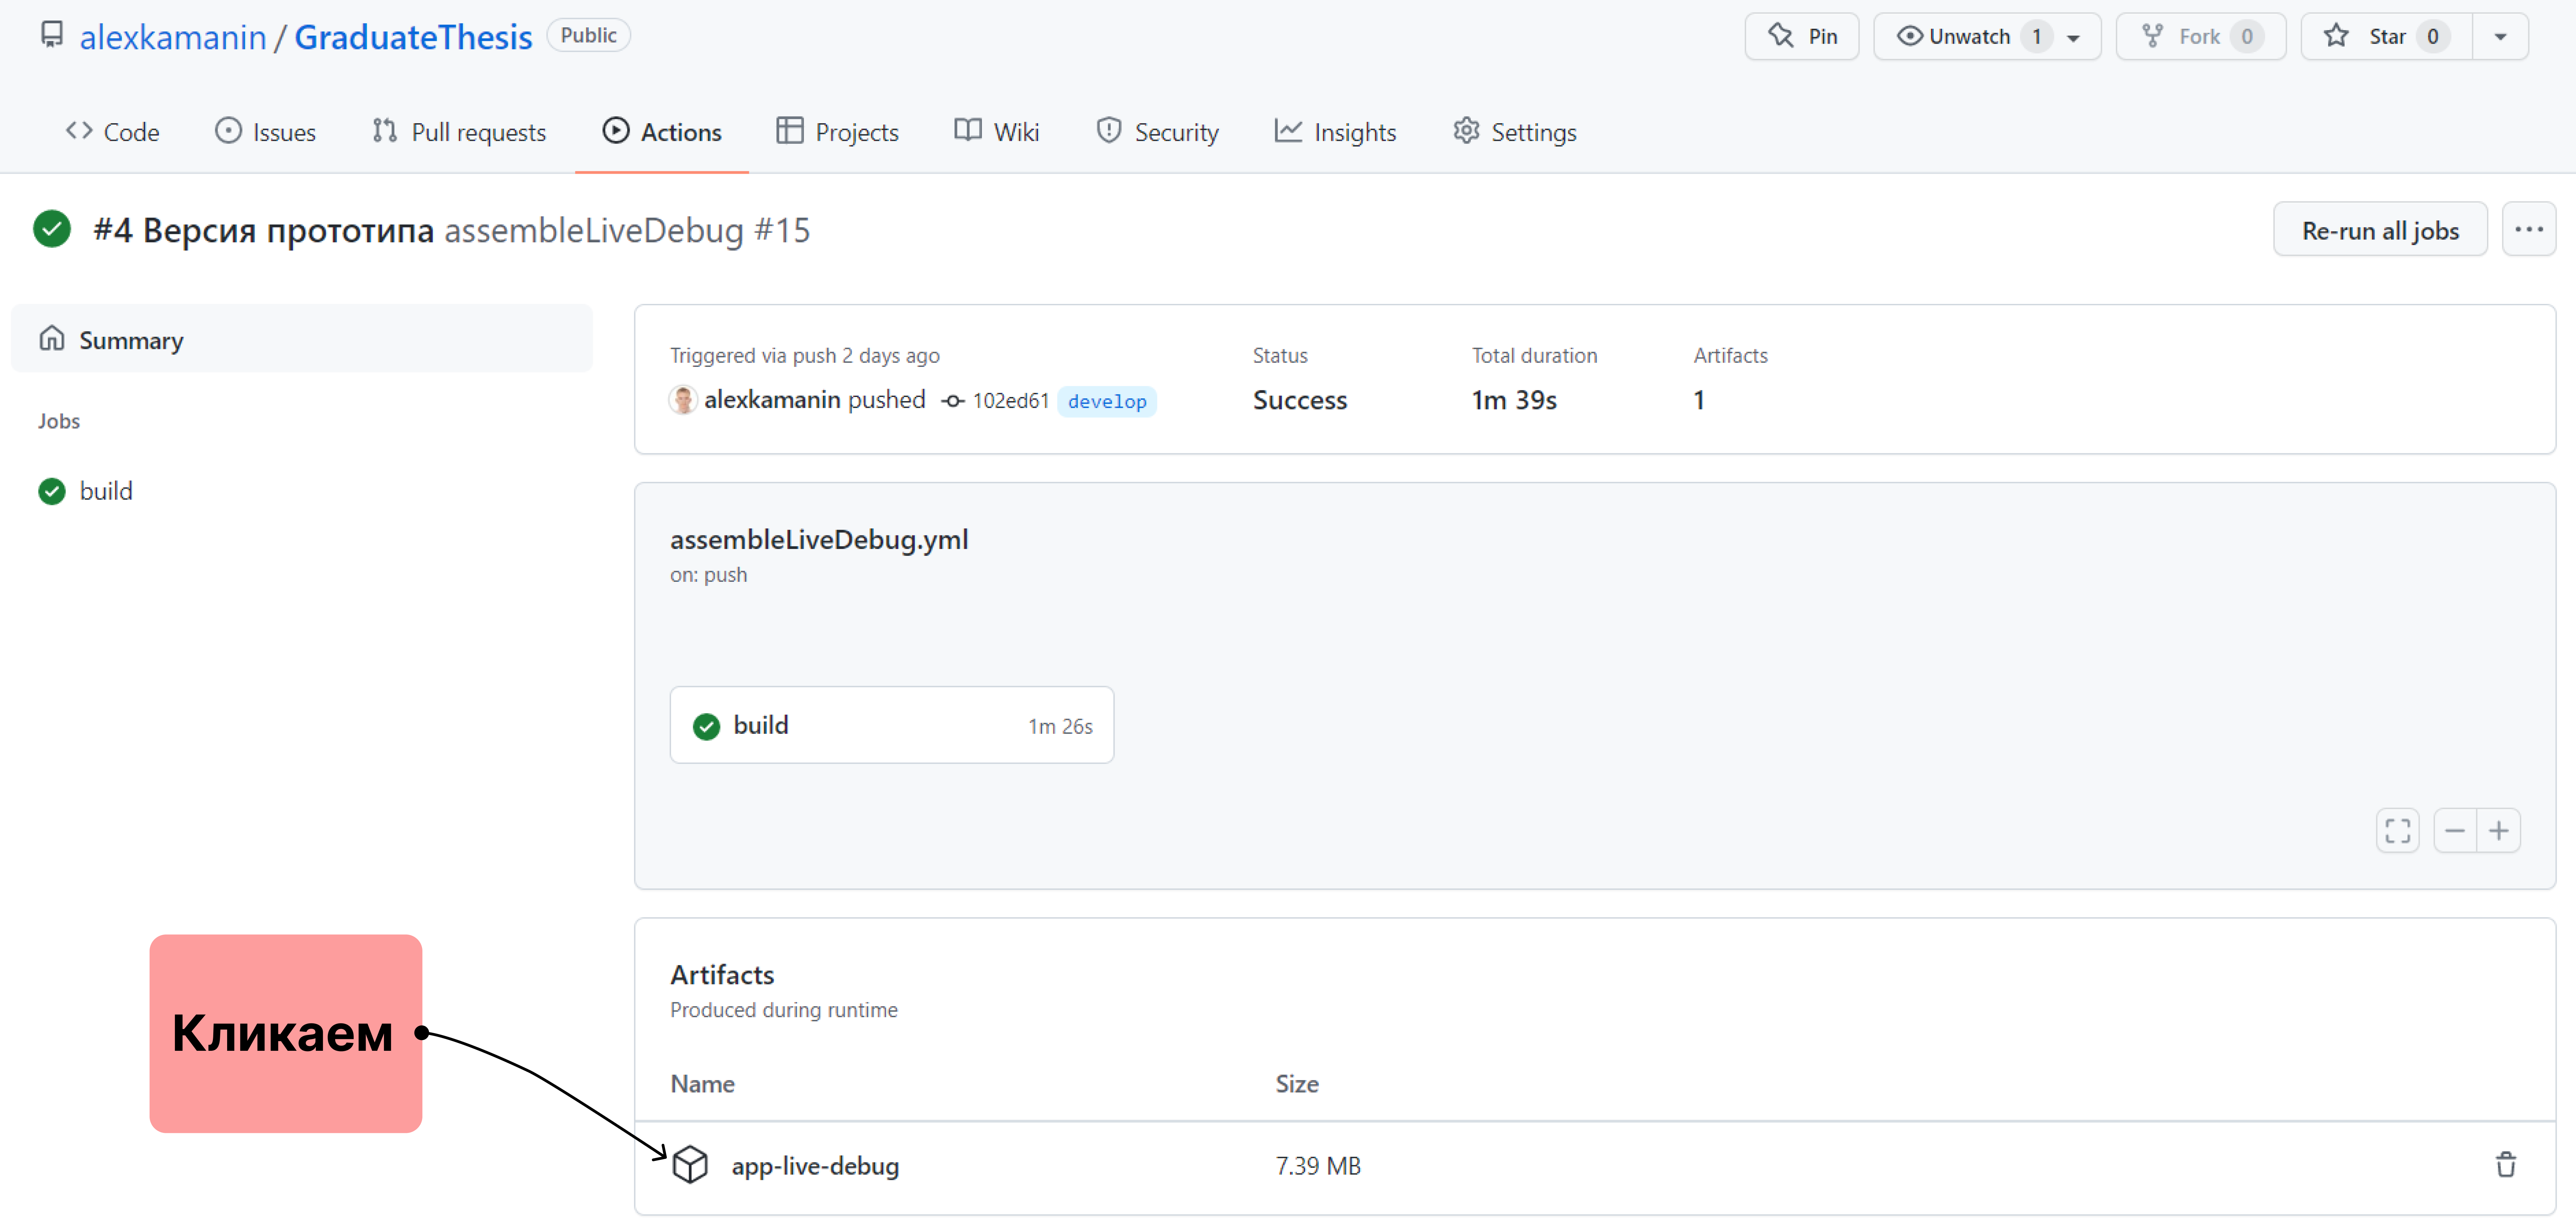 alexkamanin / GraduateThesis Public
Pin Unwatch 1 Fork 0 Star 0
Code Issues Pull requests Actions Projects Wiki Security Insights Settings
#4 Версия прототипа assembleLiveDebug #15
Re-run all jobs
Summary
Jobs
build
Triggered via push 2 days ago
alexkamanin pushed 102ed61 develop
Status
Success
Total duration
1m 39s
Artifacts
1
assembleLiveDebug.yml
on: push
build 1m 26s
Кликаем
Artifacts
Produced during runtime
Name Size
app-live-debug 7.39 MB